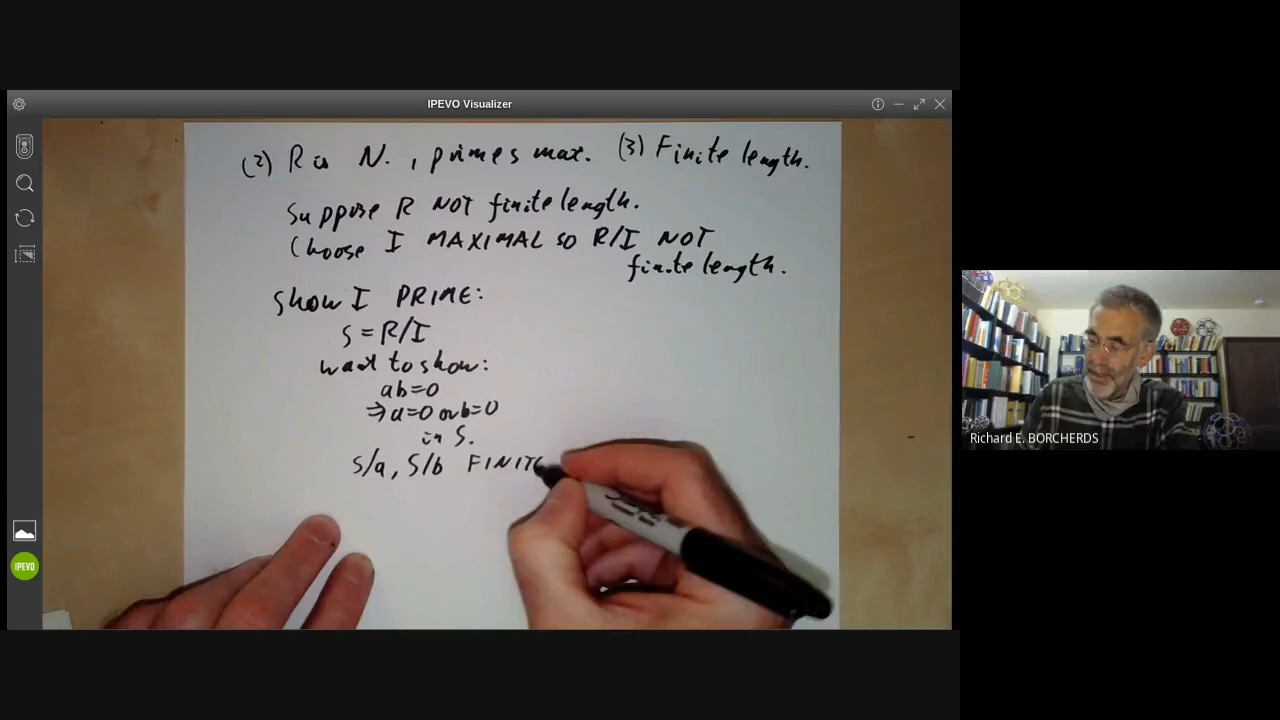 IPEVO Visualizer
(2) R is N., primes max. (3) Finite length.
Suppose R NOT finite length.
Choose I MAXIMAL so R/I NOT
finite length.
Show I PRIME:
S = R/I
want to show:
ab=0
⇒ a=0 or b=0
in S.
S/a, S/b FINITE
IPEVO
Richard E. BORCHERDS